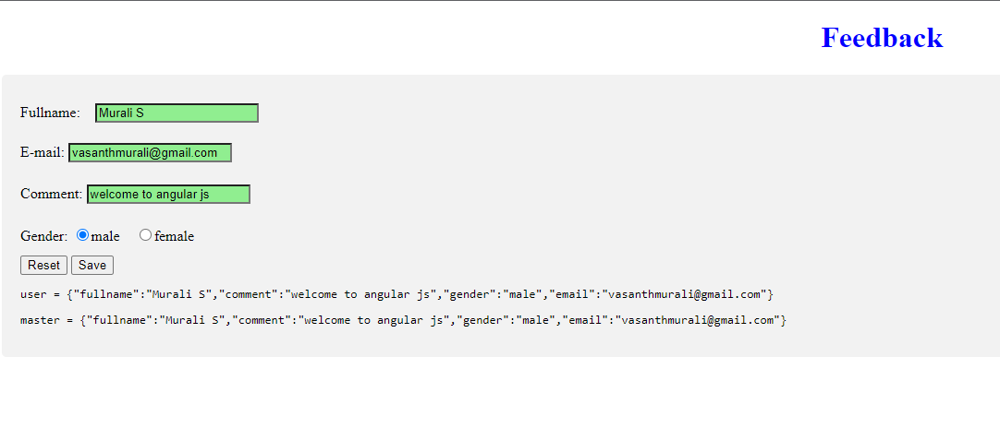 Feedback
Fullname: Murali S
E-mail: vasanthmurali@gmail.com
Comment: welcome to angular js
Gender: male female
Reset Save
user = {"fullname":"Murali S","comment":"welcome to angular js","gender":"male","email":"vasanthmurali@gmail.com"}
master = {"fullname":"Murali S","comment":"welcome to angular js","gender":"male","email":"vasanthmurali@gmail.com"}